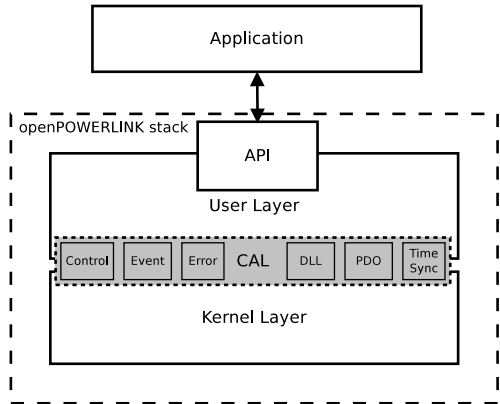 Application
openPOWERLINK stack
API
User Layer
Control Event Error CAL DLL PDO Time
Sync
Kernel Layer